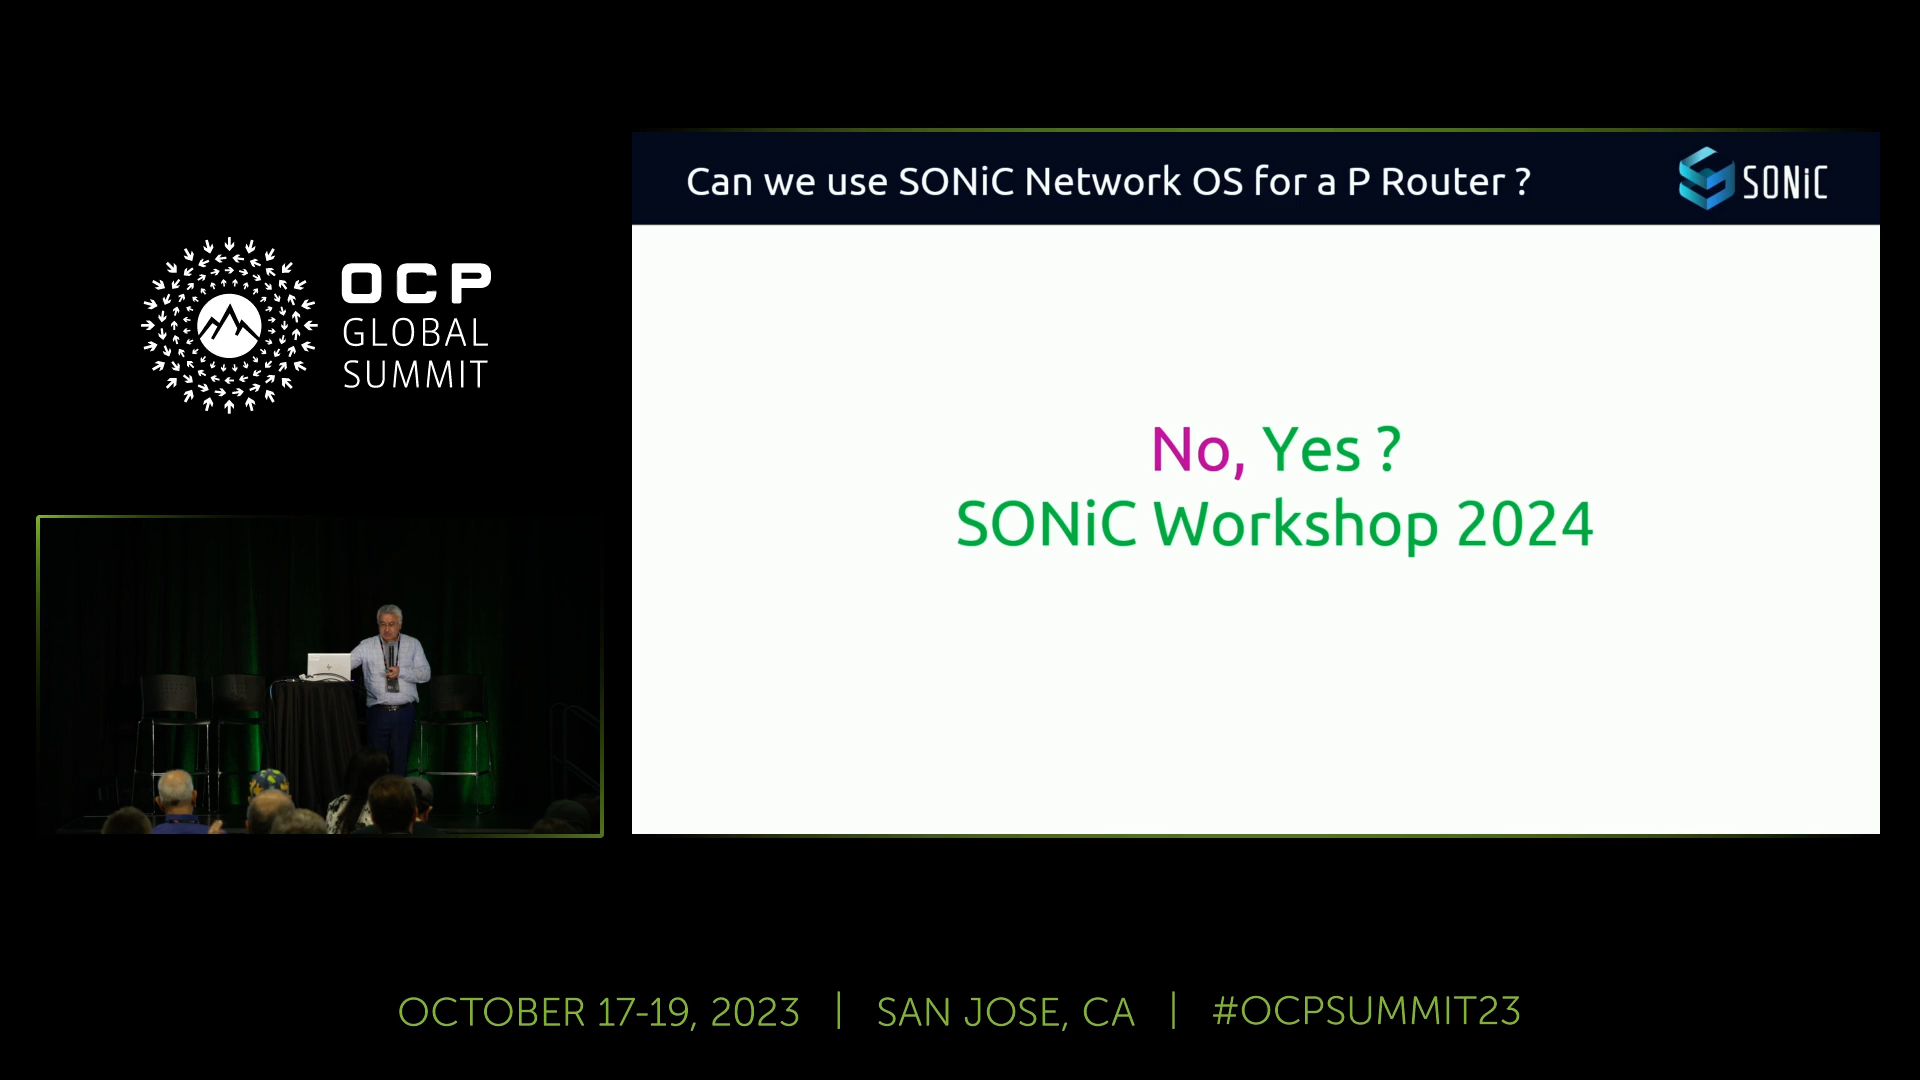 OCP
GLOBAL
SUMMIT
Can we use SONiC Network OS for a P Router ?
SONiC
No, Yes ?
SONiC Workshop 2024
OCTOBER 17-19, 2023 | SAN JOSE, CA | #OCPSUMMIT23